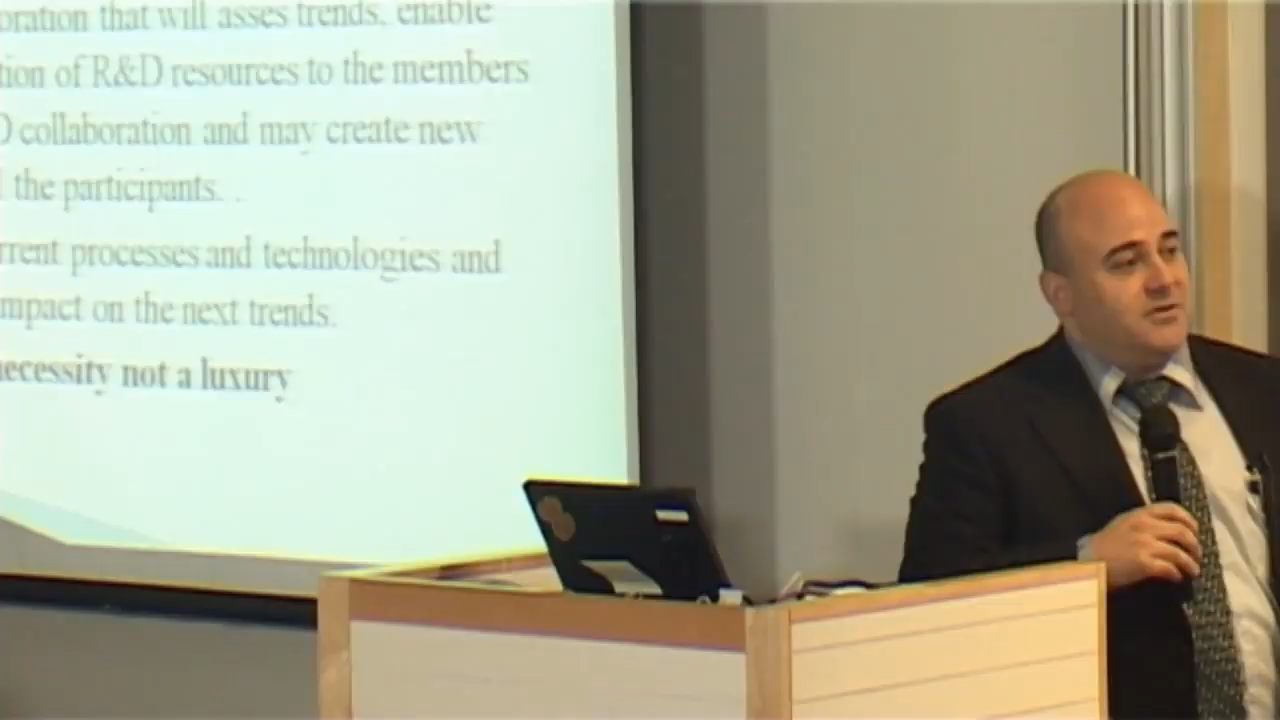 oration that will asses trends, enable
tion of R&D resources to the members
D collaboration and may create new
the participants. .
rrent processes and technologies and
mpact on the next trends.
ecessity not a luxury